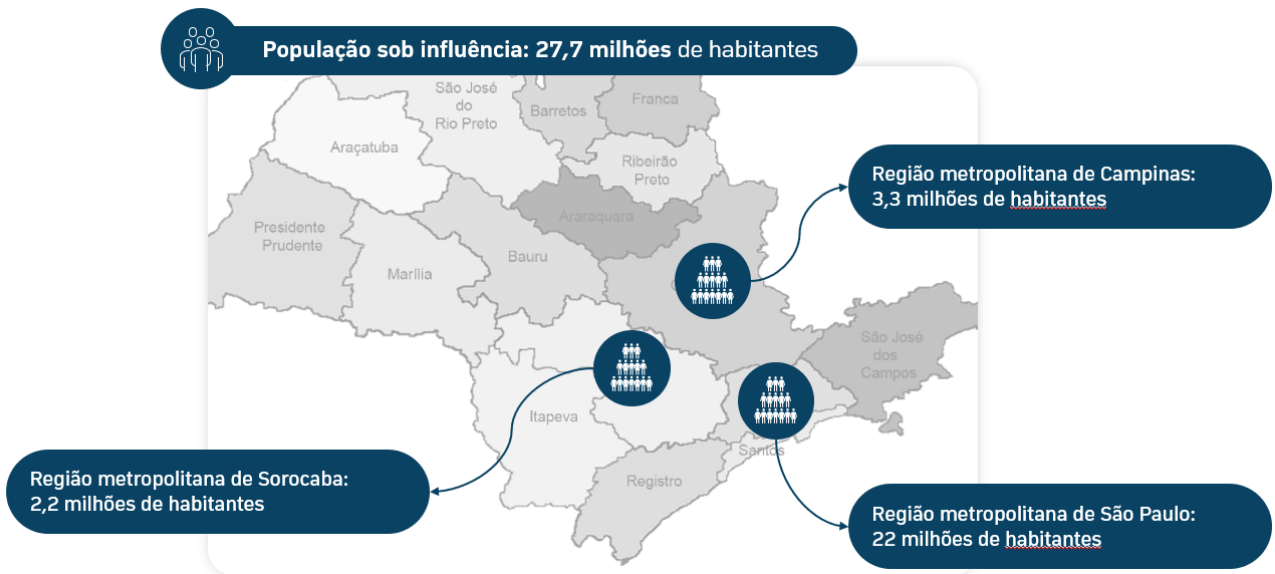 População sob influência: 27,7 milhões de habitantes
São José
do
Rio Preto
Barretos
Franca
Araçatuba
Ribeirão
Preto
Região metropolitana de Campinas:
3,3 milhões de habitantes
Araraquara
Presidente
Prudente
Bauru
Marília
São José
dos
Campos
Itapeva
Santos
Região metropolitana de Sorocaba:
2,2 milhões de habitantes
Registro
Região metropolitana de São Paulo:
22 milhões de habitantes